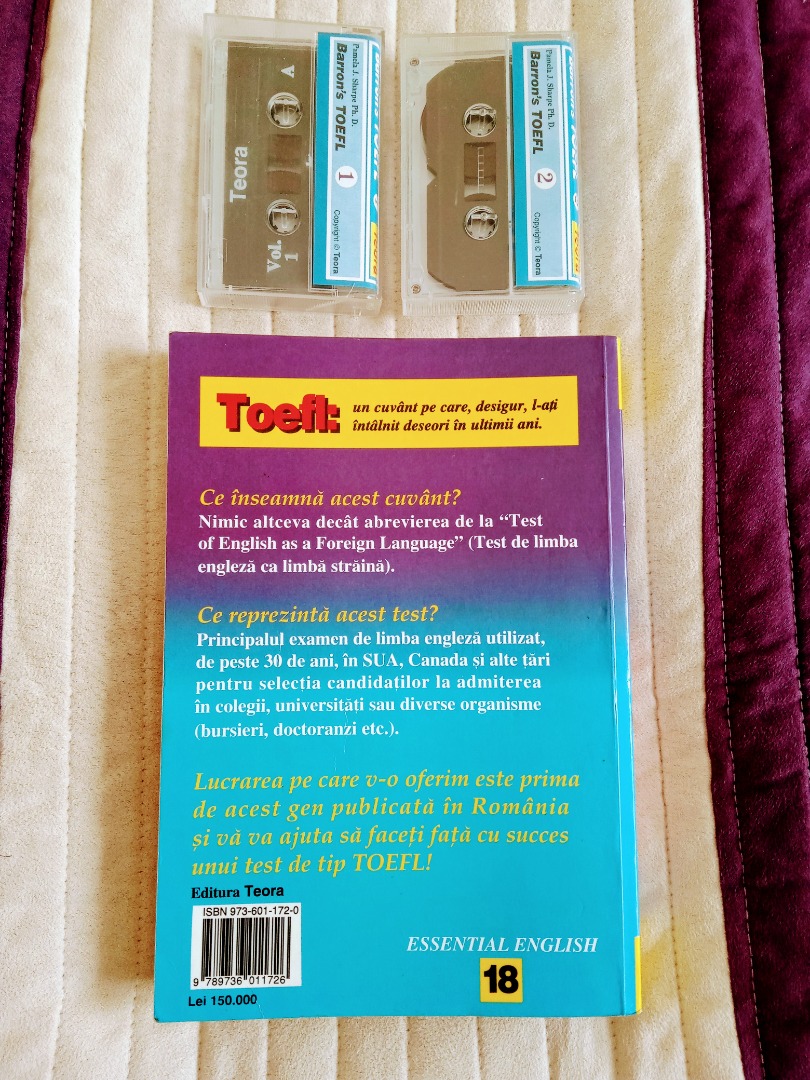 Pamela J. Sharpe Ph. D.
Barron's TOEFL
1
Copyright © Teora
A
Teora
Vol.
1
Pamela J. Sharpe Ph. D.
Barron's TOEFL
2
Copyright © Teora
Teora
Toefl:
un cuvânt pe care, desigur, l-ați
întâlnit deseori în ultimii ani.
Ce înseamnă acest cuvânt?
Nimic altceva decât abrevierea de la “Test
of English as a Foreign Language” (Test de limba
engleză ca limbă străină).
Ce reprezintă acest test?
Principalul examen de limba engleză utilizat,
de peste 30 de ani, în SUA, Canada și alte țări
pentru selecția candidatilor la admiterea
în colegii, universități sau diverse organisme
(bursieri, doctoranzi etc.).
Lucrarea pe care v-o oferim este prima
de acest gen publicată în România
și vă va ajuta să faceți față cu succes
unui test de tip TOEFL!
Editura Teora
ISBN 973-601-172-0
9 789736 011726
Lei 150.000
ESSENTIAL ENGLISH
18